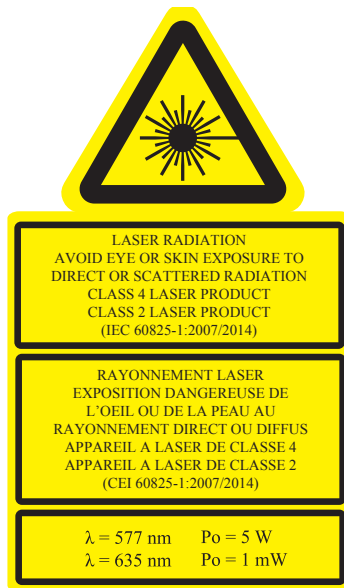 LASER RADIATION
AVOID EYE OR SKIN EXPOSURE TO
DIRECT OR SCATTERED RADIATION
CLASS 4 LASER PRODUCT
CLASS 2 LASER PRODUCT
(IEC 60825-1:2007/2014)
RAYONNEMENT LASER
EXPOSITION DANGEREUSE DE
L'OEIL OU DE LA PEAU AU
RAYONNEMENT DIRECT OU DIFFUS
APPAREIL A LASER DE CLASSE 4
APPAREIL A LASER DE CLASSE 2
(CEI 60825-1:2007/2014)
λ = 577 nm Po = 5 W
λ = 635 nm Po = 1 mW